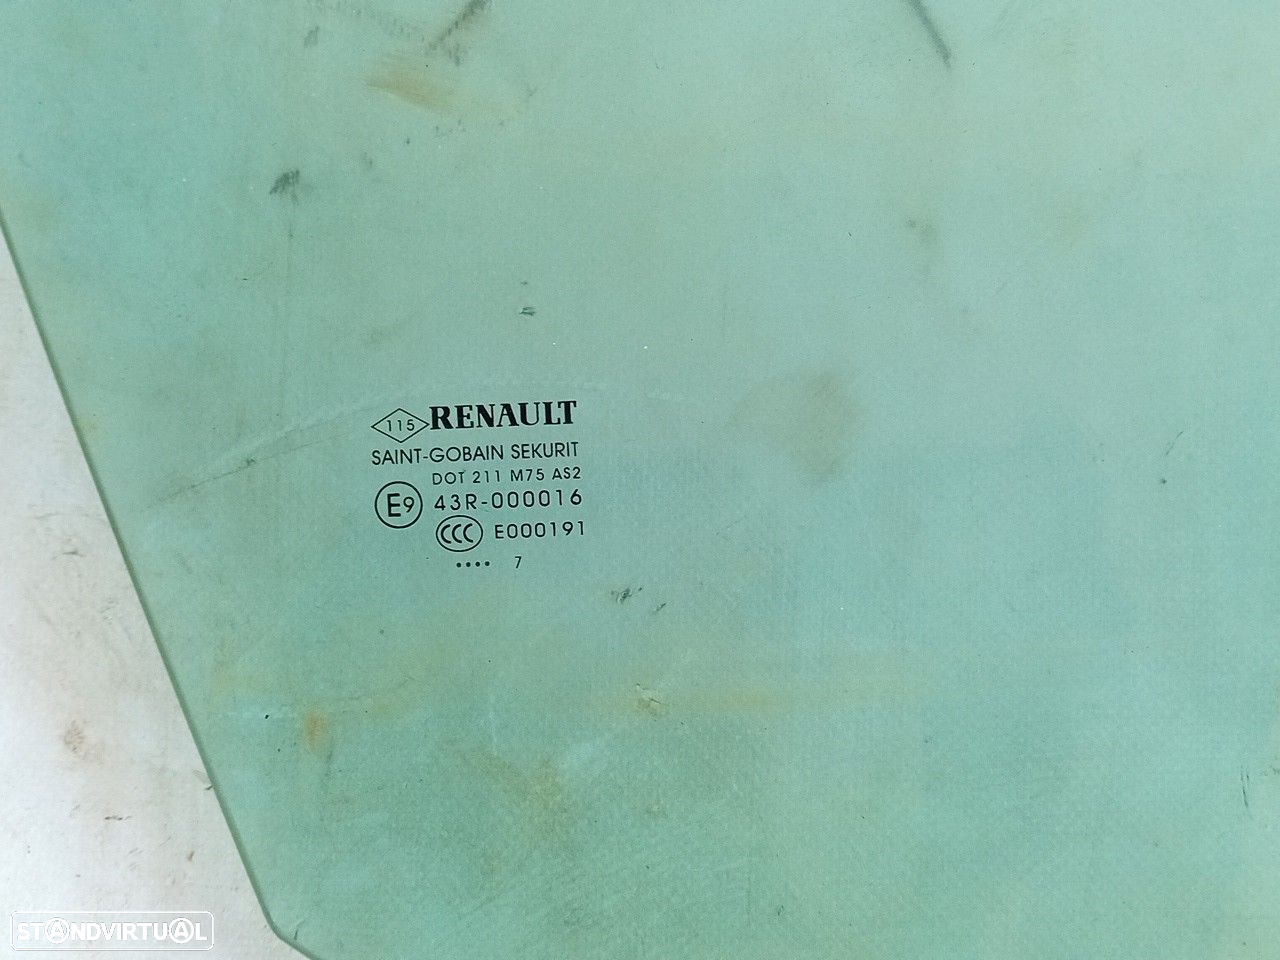 115 RENAULT
SAINT-GOBAIN SEKURIT
DOT 211 M75 AS2
E9 43R-000016
CCC E000191
.... 7
STANDVIRTUAL